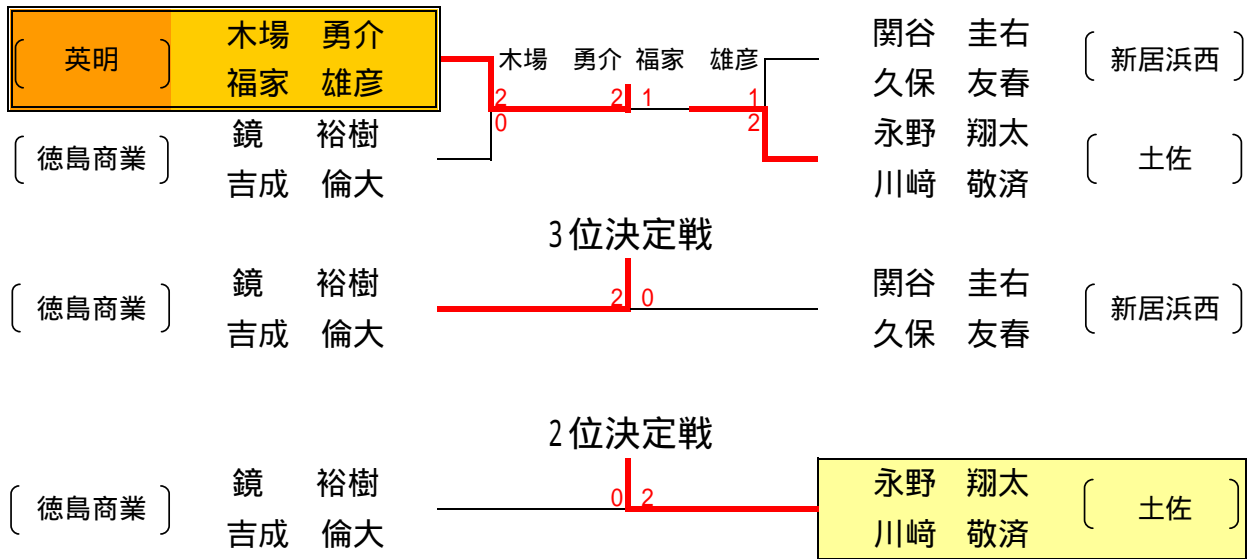 木場 勇介
英明
福家 雄彦
木場 勇介 福家 雄彦
関谷 圭右
新居浜西
久保 友春
2 2 1 1
0 2
鏡 裕樹
徳島商業
吉成 倫大
永野 翔太
土佐
川﨑 敬済
3位決定戦
鏡 裕樹
徳島商業
吉成 倫大
2 0
関谷 圭右
新居浜西
久保 友春
2位決定戦
鏡 裕樹
徳島商業
吉成 倫大
0 2
永野 翔太
土佐
川﨑 敬済